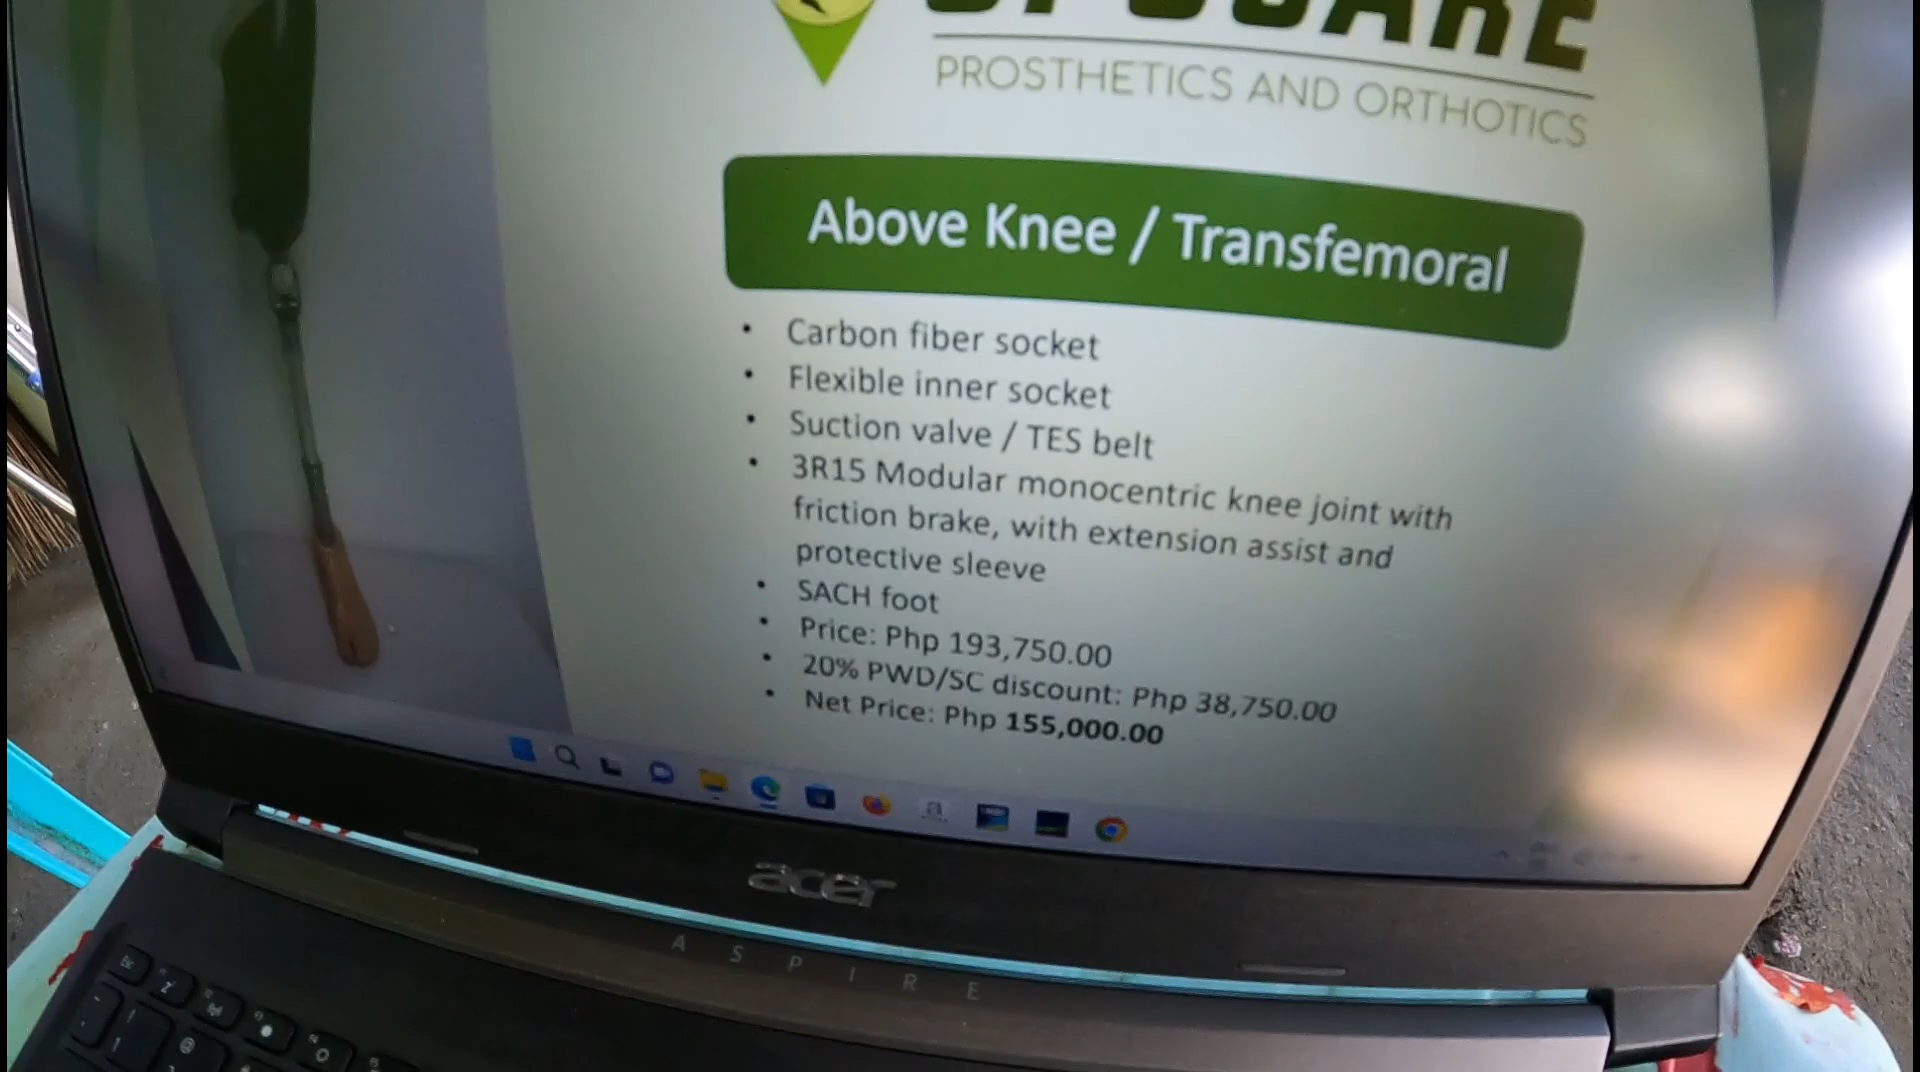 PROSTHETICS AND ORTHOTICS
Above Knee / Transfemoral
• Carbon fiber socket
• Flexible inner socket
• Suction valve / TES belt
• 3R15 Modular monocentric knee joint with
friction brake, with extension assist and
protective sleeve
• SACH foot
• Price: Php 193,750.00
• 20% PWD/SC discount: Php 38,750.00
• Net Price: Php 155,000.00
a
acer
ASPIRE
Esc